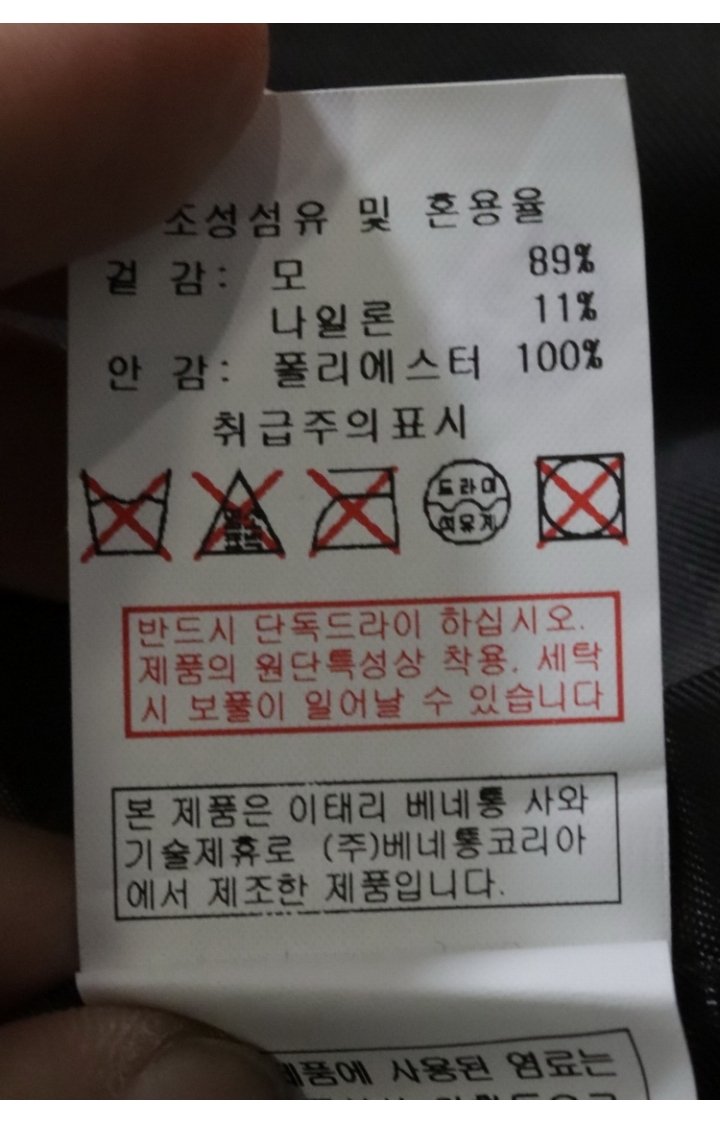 조성섬유 및 혼용율
겉 감: 모 89%
나일론 11%
안 감: 폴리에스터 100%
취급주의표시
드라이
석유계
반드시 단독드라이 하십시오.
제품의 원단특성상 착용. 세탁
시 보풀이 일어날 수 있습니다
본 제품은 이태리 베네통 사와
기술제휴로 (주)베네통코리아
에서 제조한 제품입니다.
제품에 사용된 염료는